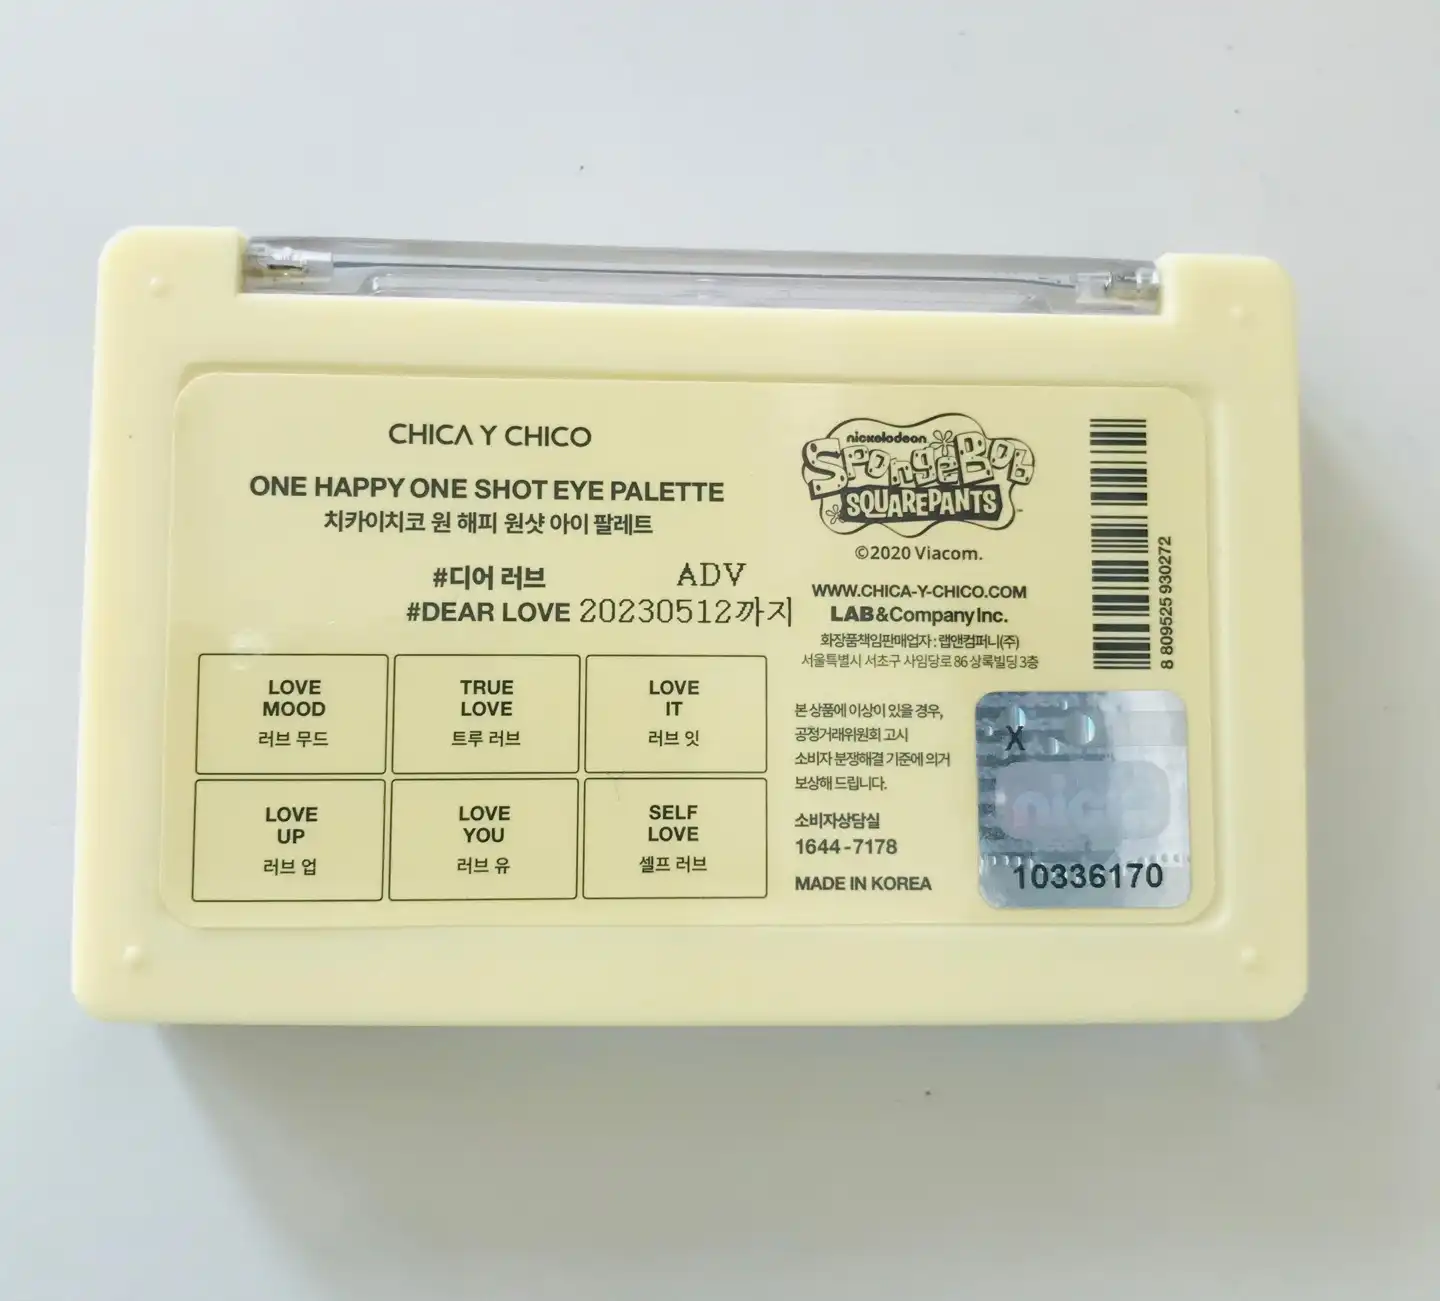 CHICA Y CHICO
ONE HAPPY ONE SHOT EYE PALETTE
치카이치코 원 해피 원샷 아이 팔레트
#디어 러브
ADV
#DEAR LOVE 20230512까지
LOVE
MOOD
러브 무드
TRUE
LOVE
트루 러브
LOVE
IT
러브 잇
LOVE
UP
러브 업
LOVE
YOU
러브 유
SELF
LOVE
셀프 러브
nickelodeon
SPONGEBOB
SQUAREPANTS
©2020 Viacom.
WWW.CHICA-Y-CHICO.COM
LAB&Company Inc.
화장품책임판매업자 : 랩앤컴퍼니(주)
서울특별시 서초구 사임당로 86 상록빌딩 3층
본 상품에 이상이 있을 경우,
공정거래위원회 고시
소비자 분쟁해결 기준에 의거
보상해 드립니다.
소비자상담실
1644-7178
MADE IN KOREA
8 809525 930272
X
nick
10336170